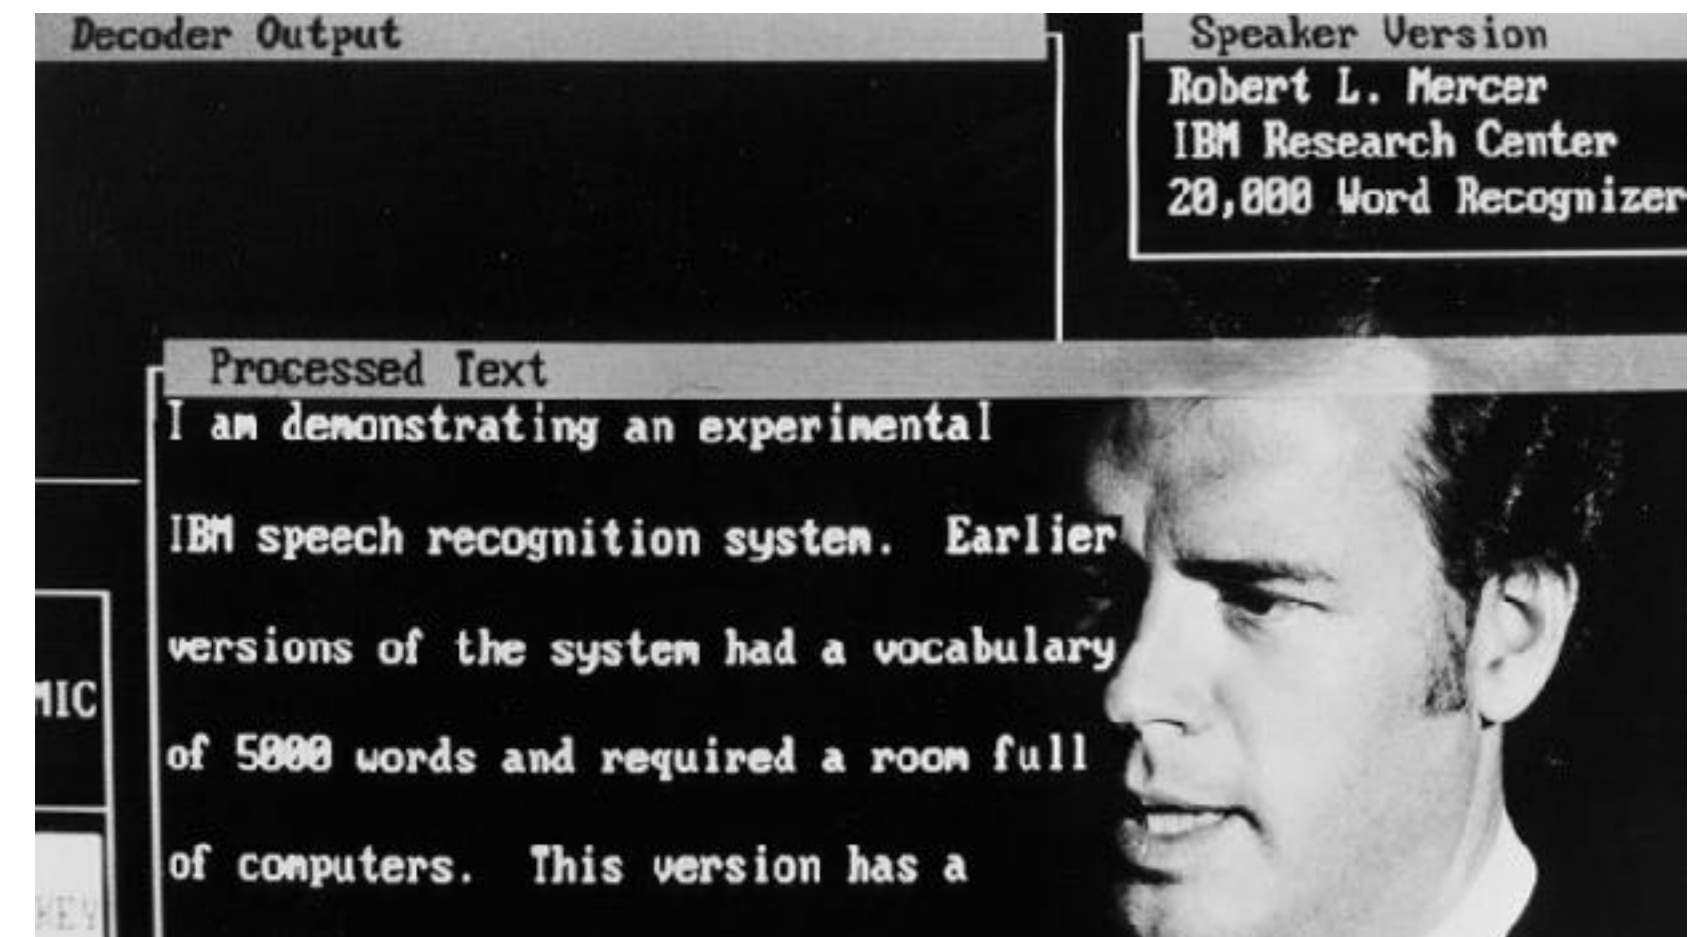 Decoder Output
Speaker Version
Robert L. Mercer
IBM Research Center
20,000 Word Recognizer
Processed Text
I am demonstrating an experimental
IBM speech recognition system. Earlier
versions of the system had a vocabulary
of 5000 words and required a room full
of computers. This version has a
MIC
KEY